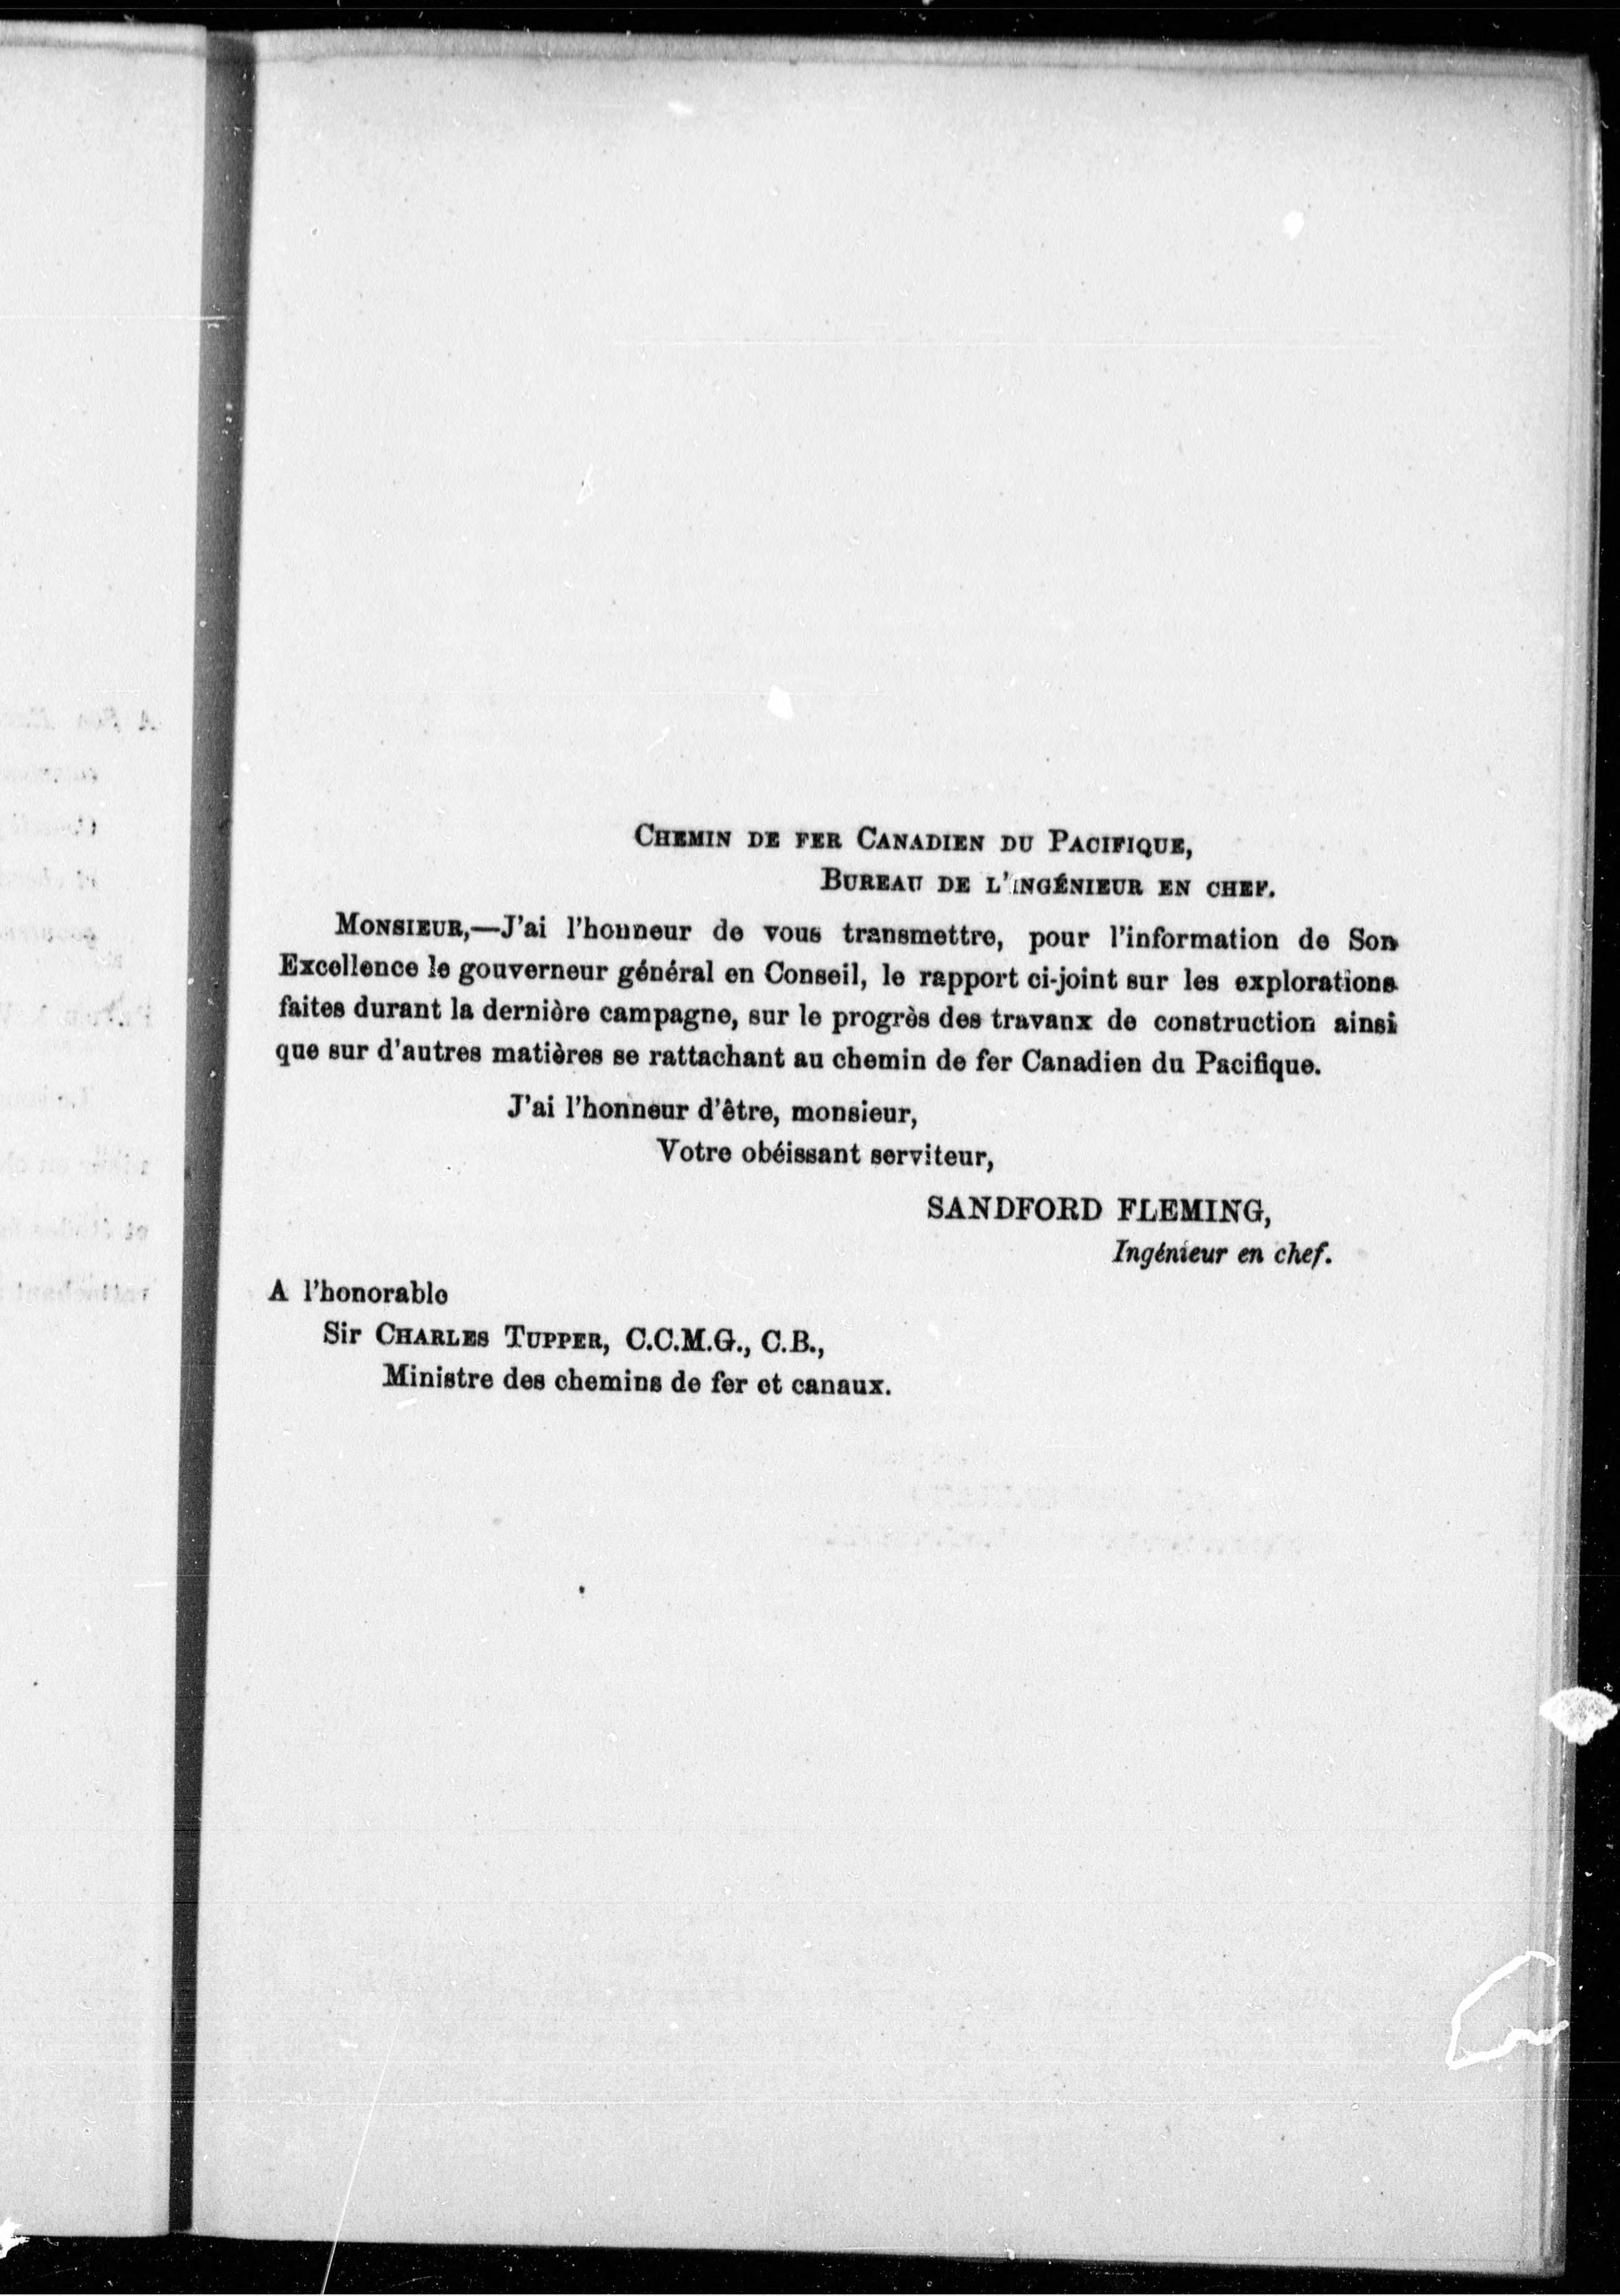 CHEMIN DE FER CANADIEN DU PACIFIQUE,
BUREAU DE L'INGÉNIEUR EN CHEF.
MONSIEUR,—J'ai l'honneur de vous transmettre, pour l'information de Son
Excellence le gouverneur général en Conseil, le rapport ci-joint sur les explorations
faites durant la dernière campagne, sur le progrès des travaux de construction ainsi
que sur d'autres matières se rattachant au chemin de fer Canadien du Pacifique.
J'ai l'honneur d'être, monsieur,
Votre obéissant serviteur,
SANDFORD FLEMING,
Ingénieur en chef.
A l'honorable
Sir CHARLES TUPPER, C.C.M.G., C.B.,
Ministre des chemins de fer et canaux.